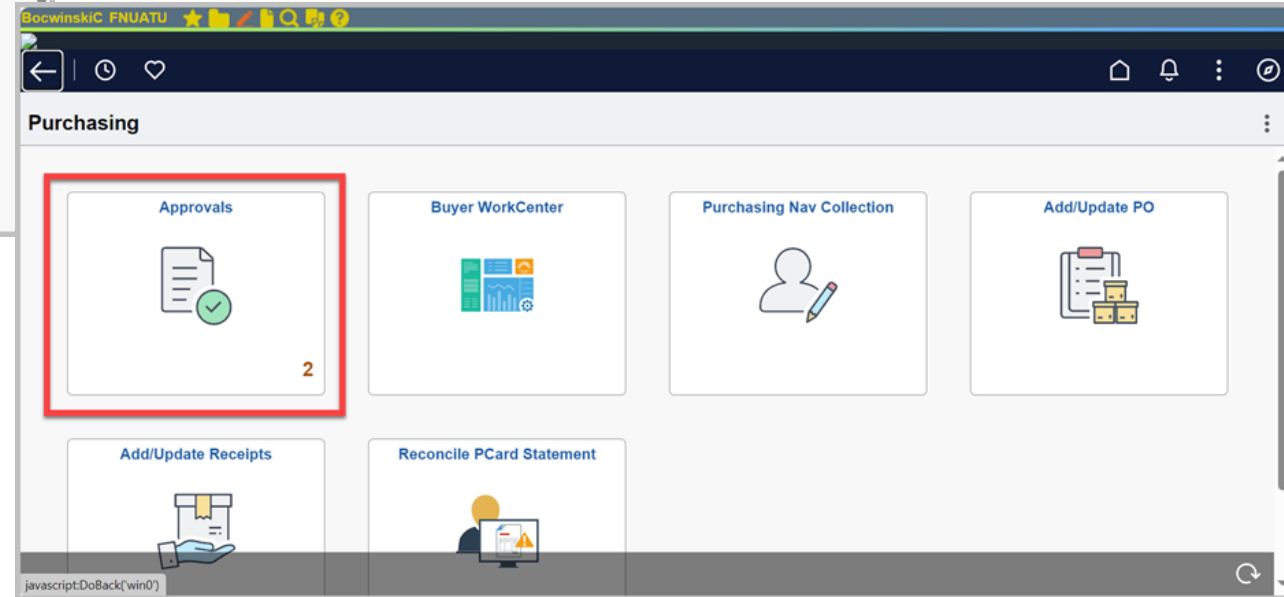 BocwinskiC FNUATU
Purchasing
Approvals
Buyer WorkCenter
Purchasing Nav Collection
Add/Update PO
2
Add/Update Receipts
Reconcile PCard Statement
javascript:DoBack('win0')